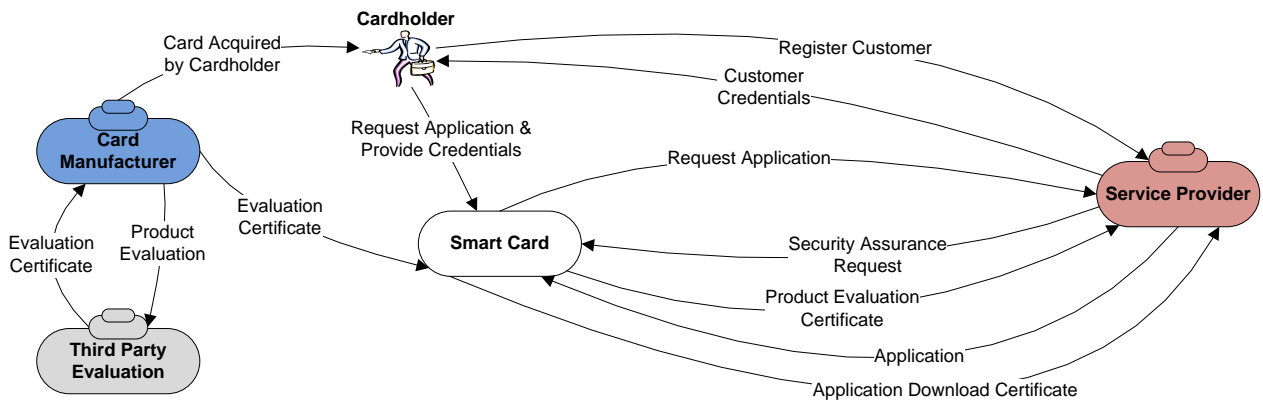 Cardholder
Card Acquired
by Cardholder
Register Customer
Customer
Credentials
Card
Manufacturer
Request Application &
Provide Credentials
Request Application
Service Provider
Evaluation
Certificate
Product
Evaluation
Evaluation
Certificate
Smart Card
Security Assurance
Request
Product Evaluation
Certificate
Third Party
Evaluation
Application
Application Download Certificate